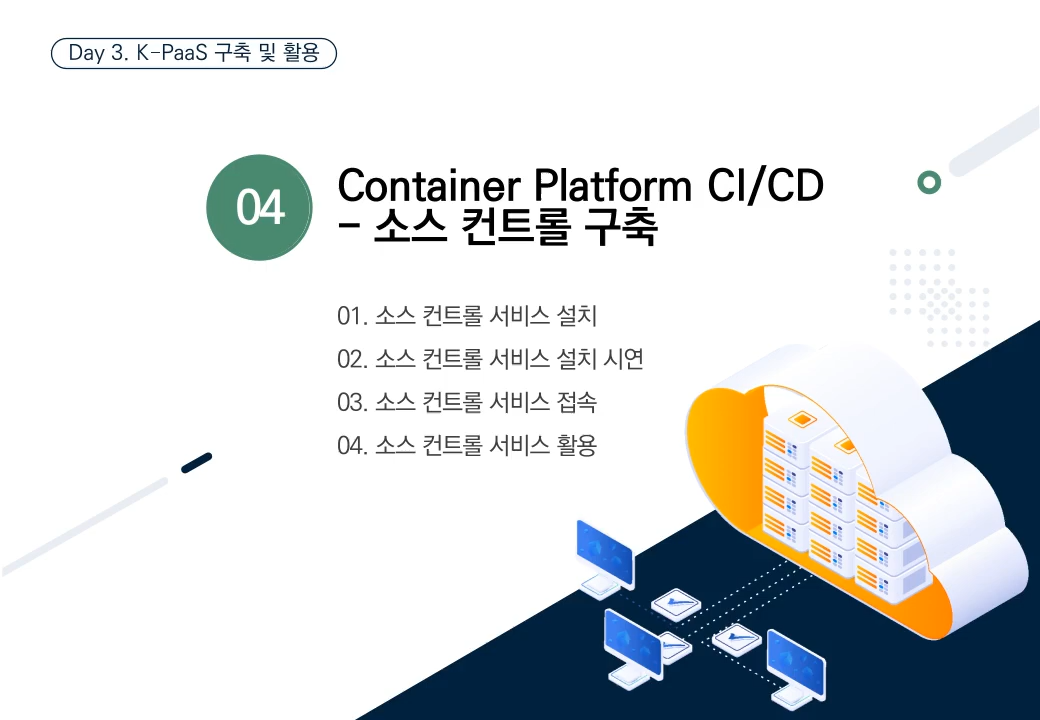 Day 3. K-PaaS 구축 및 활용
04
Container Platform CI/CD
- 소스 컨트롤 구축
01. 소스 컨트롤 서비스 설치
02. 소스 컨트롤 서비스 설치 시연
03. 소스 컨트롤 서비스 접속
04. 소스 컨트롤 서비스 활용